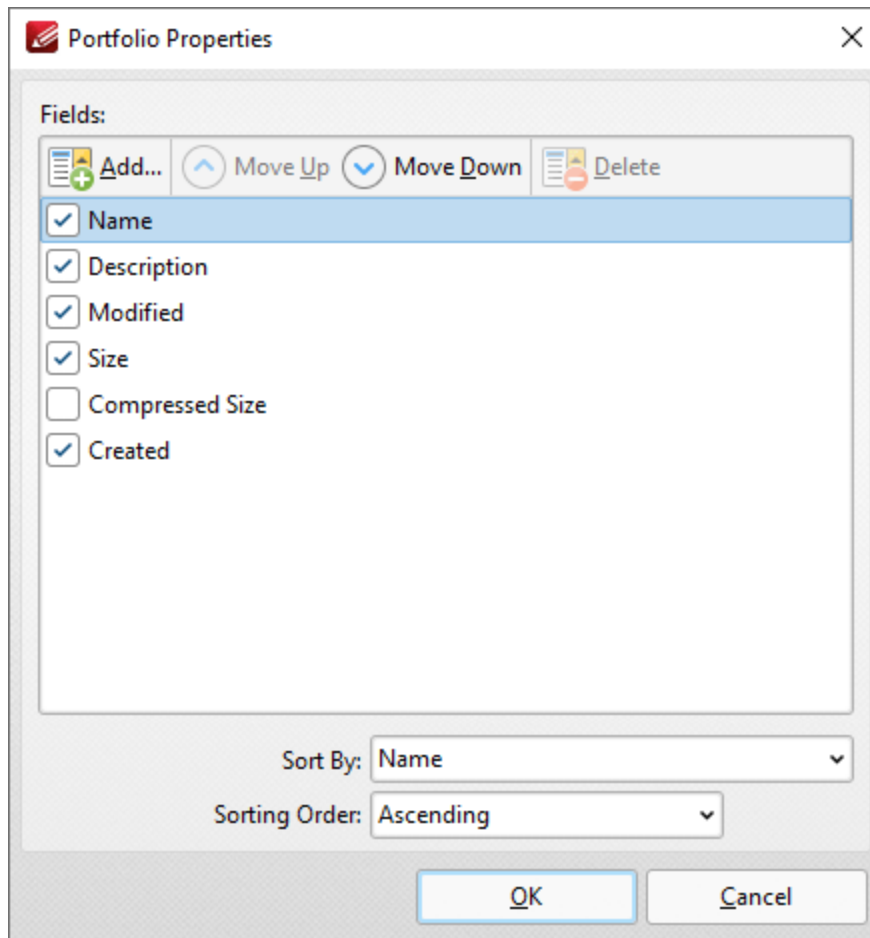 Portfolio Properties
Fields:
Add... Move Up Move Down Delete
Name
Description
Modified
Size
Compressed Size
Created
Sort By: Name
Sorting Order: Ascending
OK Cancel